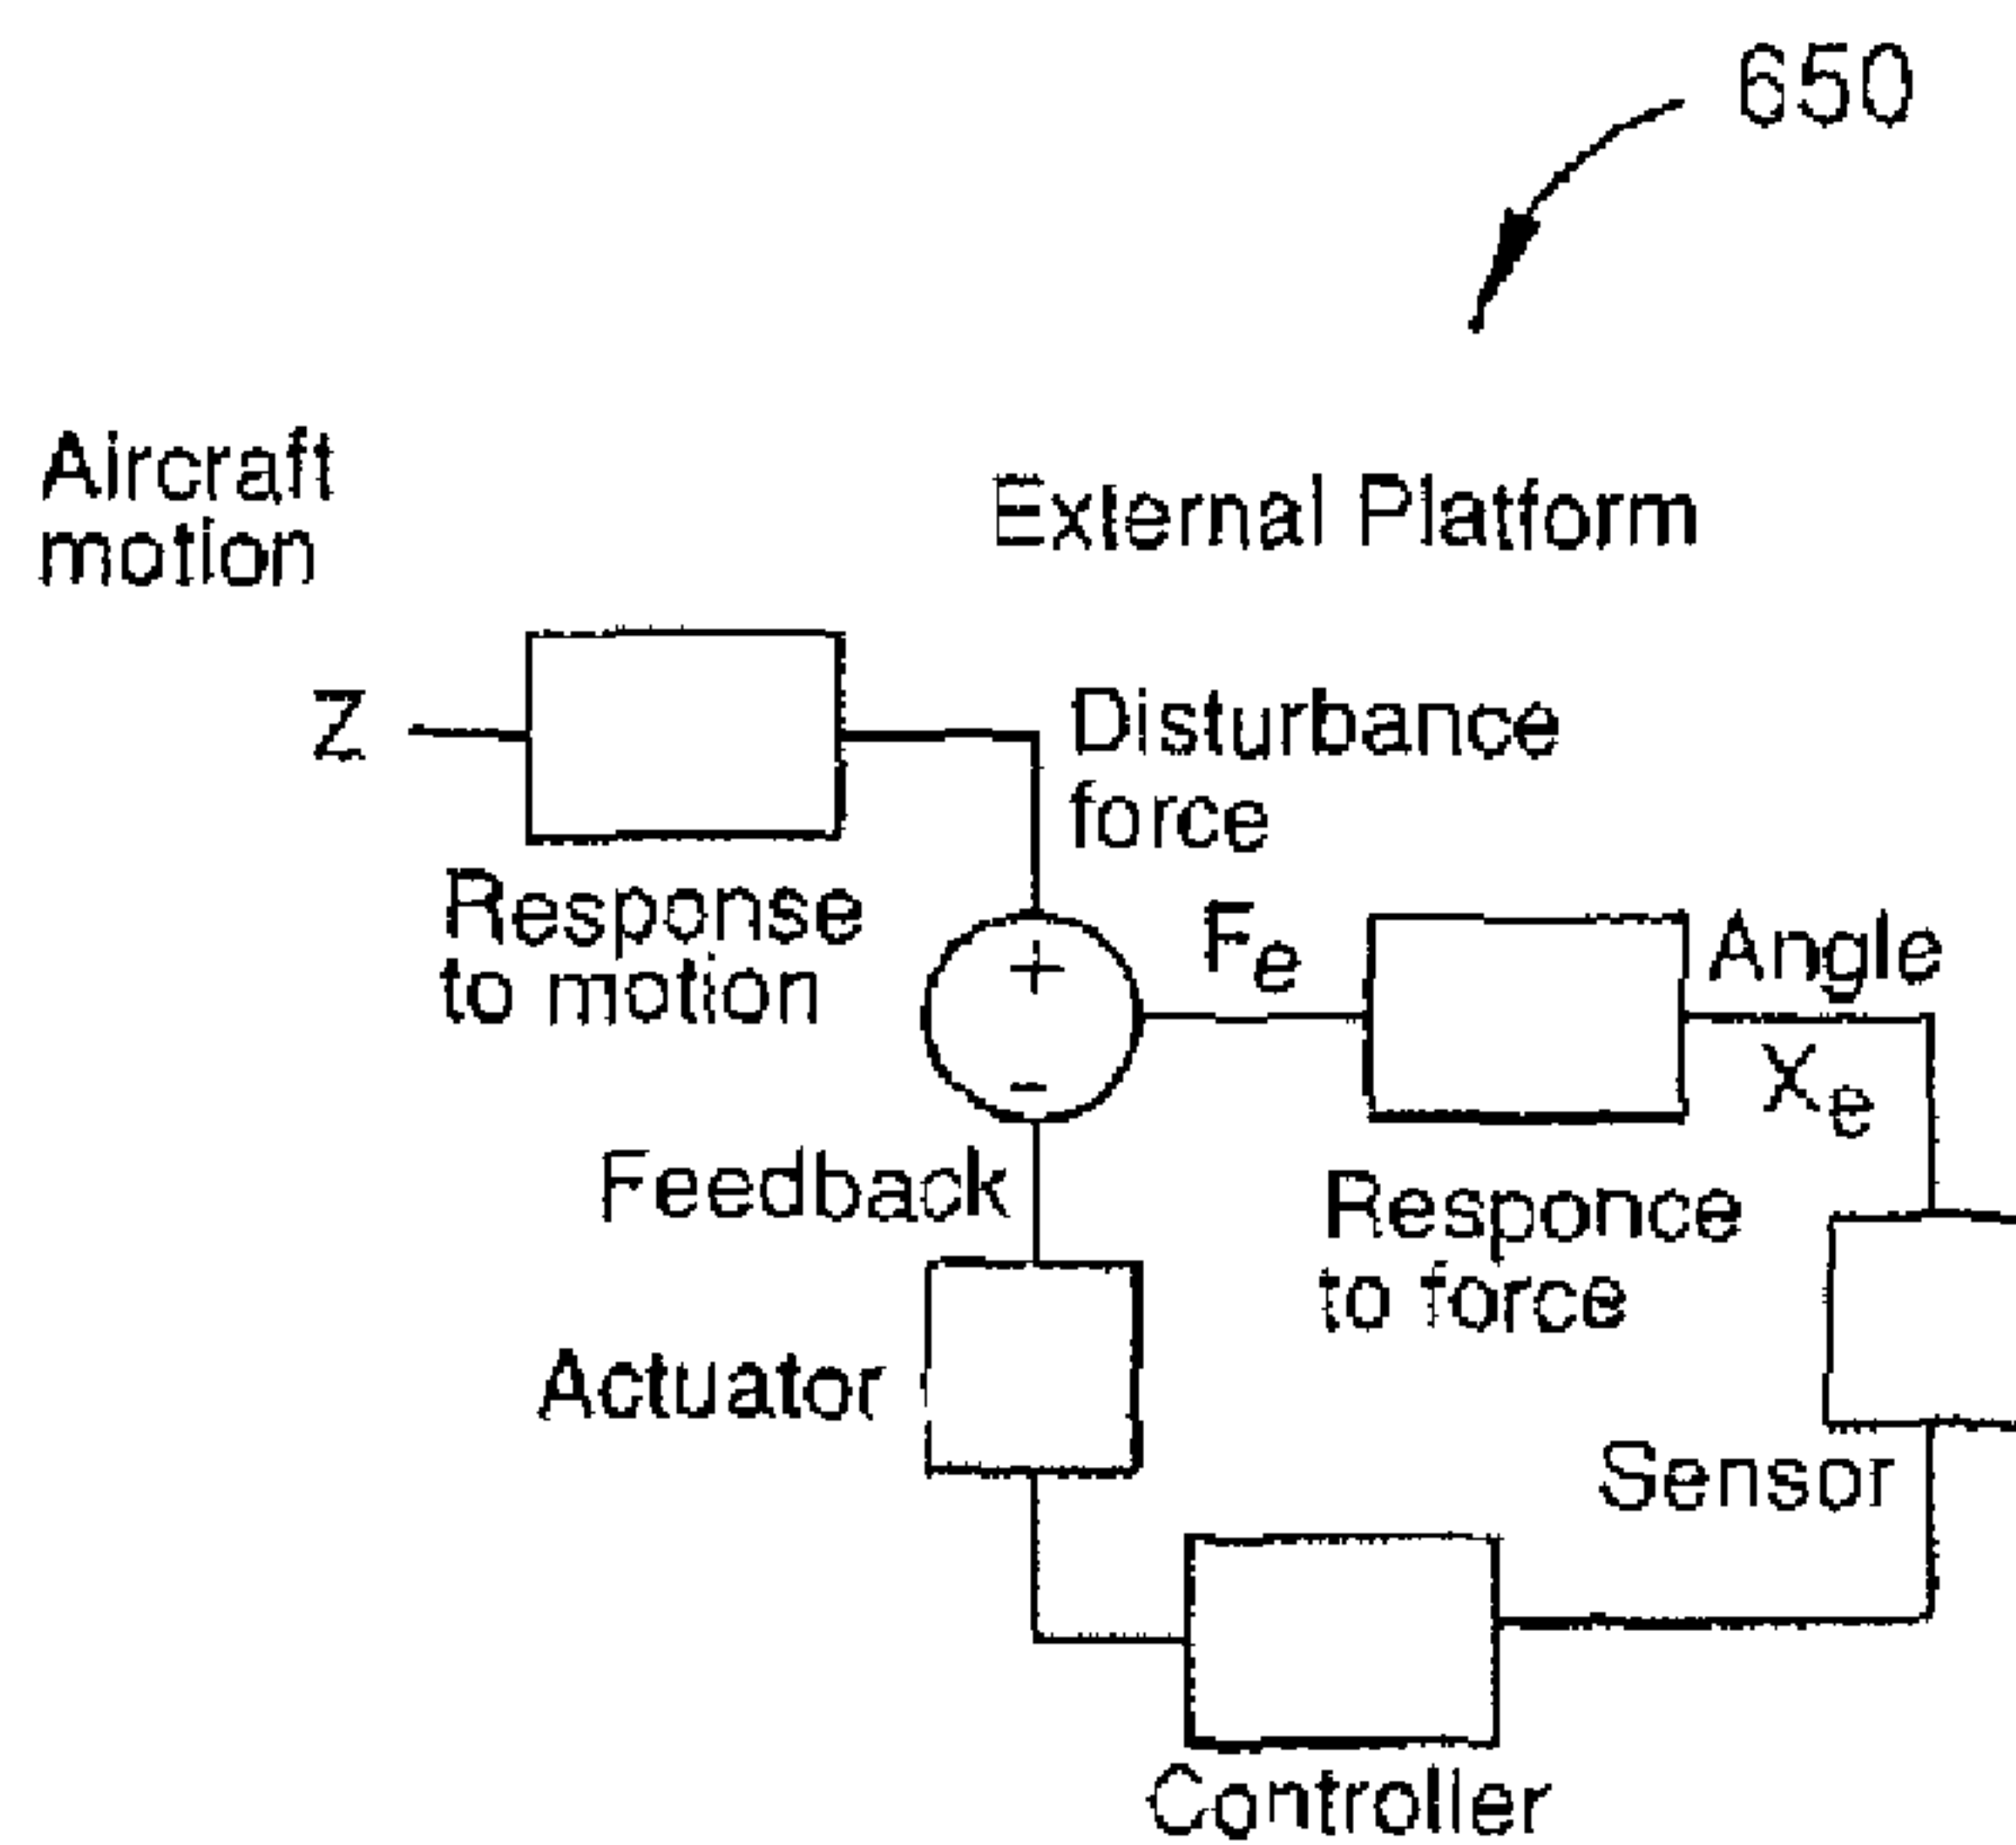 650
Aircraft
motion
External Platform
Z
Disturbance
force
Response
to motion
+
Fe
Angle
Xe
-
Feedback
Responce
to force
Actuator
Sensor
Controller